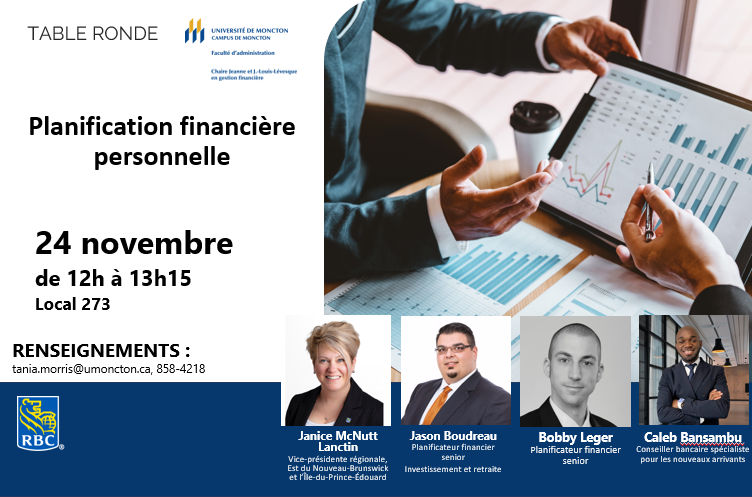 TABLE RONDE
UNIVERSITÉ DE MONCTON
CAMPUS DE MONCTON
Faculté d'administration
Chaire Jeanne et J.-Louis-Lévesque
en gestion financière
Planification financière
personnelle
24 novembre
de 12h à 13h15
Local 273
RENSEIGNEMENTS :
tania.morris@umoncton.ca, 858-4218
RBC
Janice McNutt
Lanctin
Vice-présidente régionale,
Est du Nouveau-Brunswick
et l'Île-du-Prince-Édouard
Jason Boudreau
Planificateur financier
senior
Investissement et retraite
Bobby Leger
Planificateur financier
senior
Caleb Bansambu
Conseiller bancaire spécialiste
pour les nouveaux arrivants